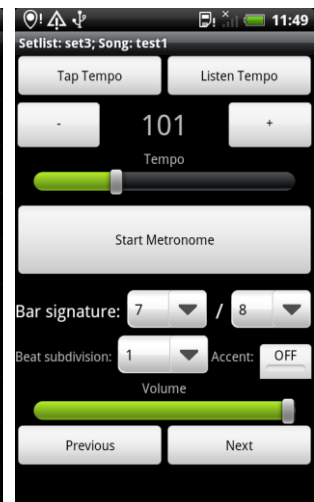 11:49
Setlist: set3; Song: test1
Tap Tempo Listen Tempo
- 101 +
Tempo
Start Metronome
Bar signature: 7 / 8
Beat subdivision: 1 Accent: OFF
Volume
Previous Next